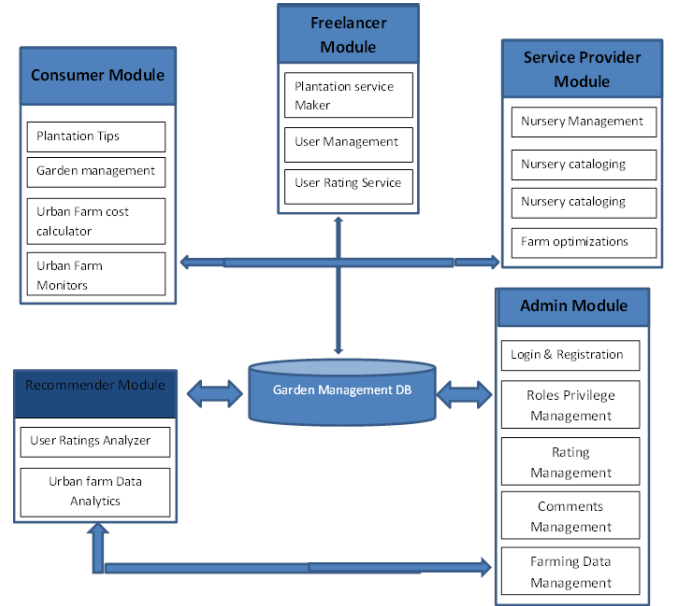 Consumer Module
Plantation Tips
Garden management
Urban Farm cost
calculator
Urban Farm
Monitors
Freelancer
Module
Plantation service
Maker
User Management
User Rating Service
Service Provider
Module
Nursery Management
Nursery cataloging
Nursery cataloging
Farm optimizations
Recommender Module
User Ratings Analyzer
Urban farm Data
Analytics
Garden Management DB
Admin Module
Login & Registration
Roles Privilege
Management
Rating
Management
Comments
Management
Farming Data
Management